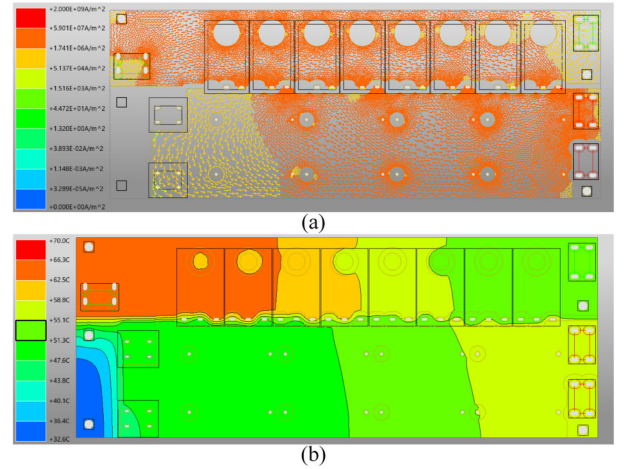 +2.000E+09A/m^2
+5.901E+07A/m^2
+1.741E+06A/m^2
+5.137E+04A/m^2
+1.516E+03A/m^2
+4.472E+01A/m^2
+1.320E+00A/m^2
+3.893E-02A/m^2
+1.148E-03A/m^2
+3.289E-05A/m^2
+0.000E+00A/m^2
(a)
+70.0C
+66.3C
+62.5C
+58.8C
+55.1C
+51.3C
+47.6C
+43.8C
+40.1C
+36.4C
+32.6C
(b)